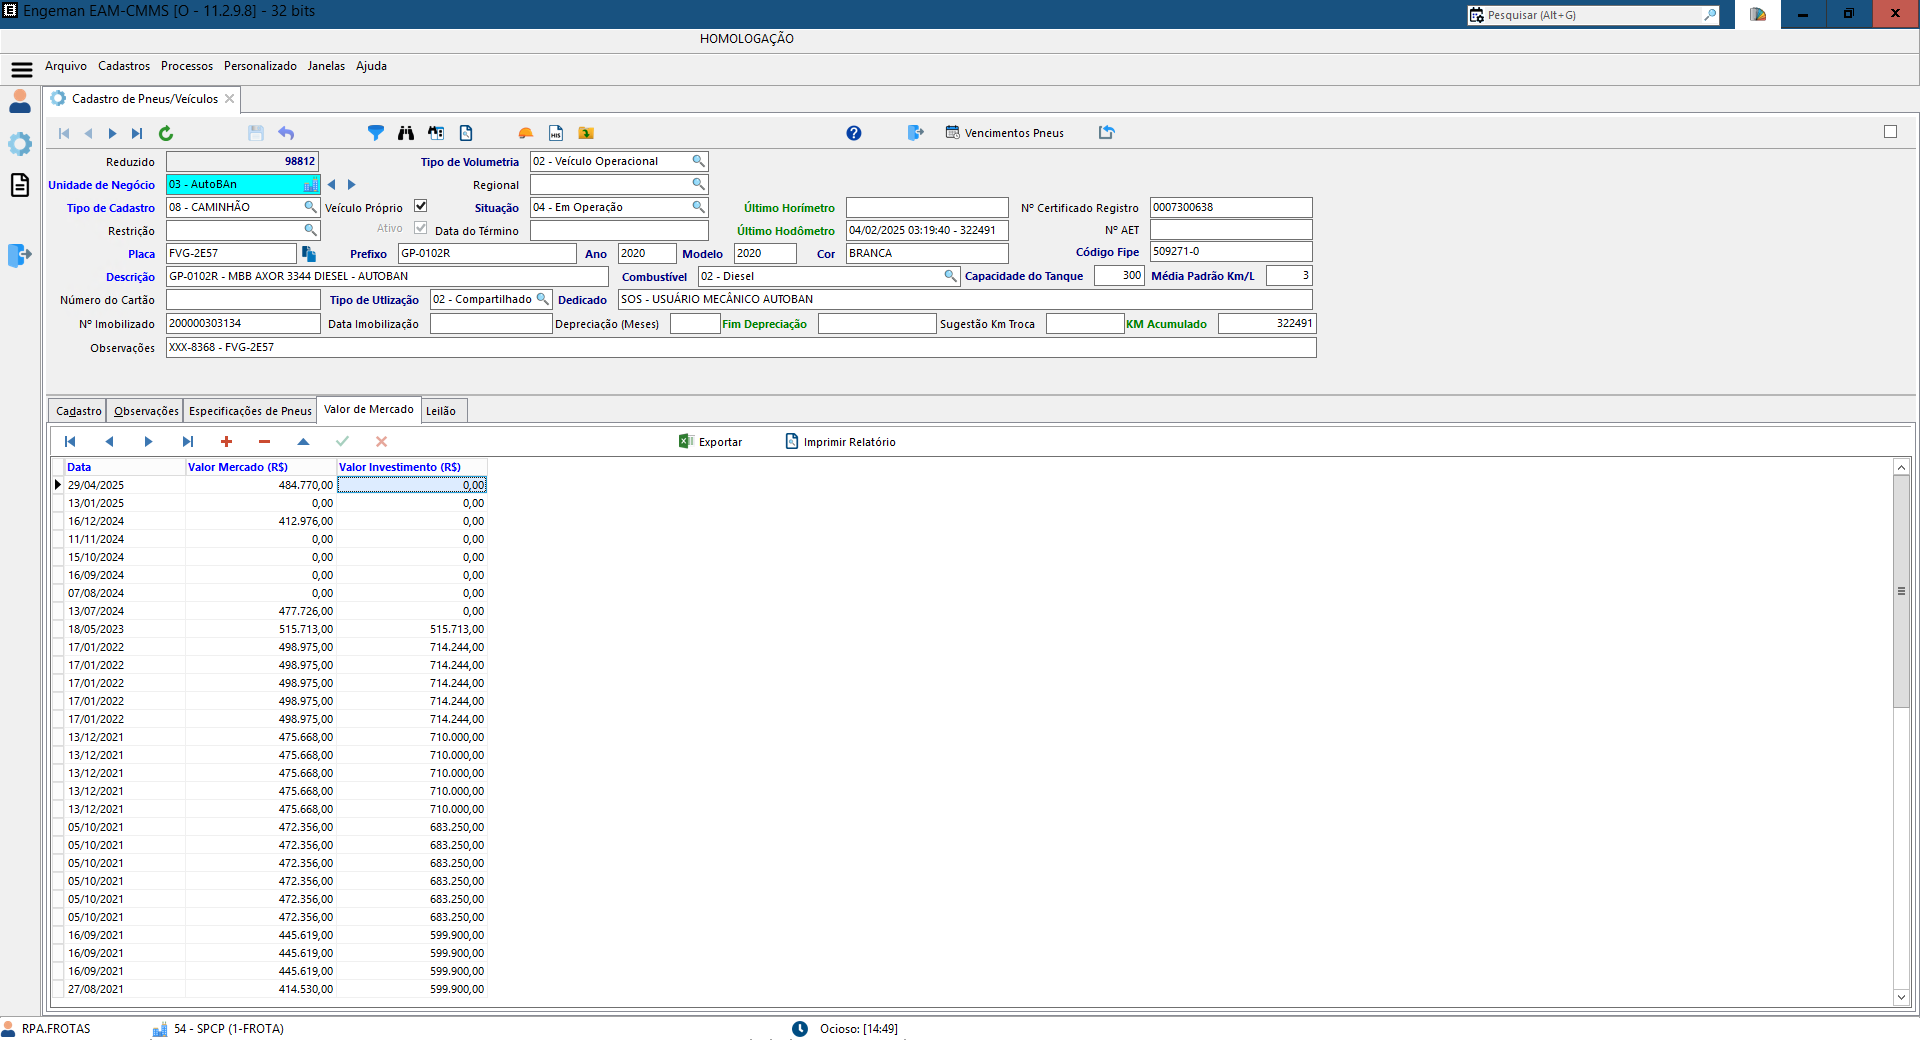 Engeman EAM-CMMS [O - 11.2.9.8] - 32 bits
Pesquisar (Alt+G)
HOMOLOGAÇÃO
Arquivo Cadastros Processos Personalizado Janelas Ajuda
Cadastro de Pneus/Veículos
HIS Vencimentos Pneus
Reduzido 98812 Tipo de Volumetria 02 - Veículo Operacional
Unidade de Negócio 03 - AutoBAn Regional
Tipo de Cadastro 08 - CAMINHÃO Veículo Próprio Situação 04 - Em Operação Último Horímetro Nº Certificado Registro 0007300638
Restrição Ativo Data do Término Último Hodômetro 04/02/2025 03:19:40 - 322491 Nº AET
Placa FVG-2E57 Prefixo GP-0102R Ano 2020 Modelo 2020 Cor BRANCA Código Fipe 509271-0
Descrição GP-0102R - MBB AXOR 3344 DIESEL - AUTOBAN Combustível 02 - Diesel Capacidade do Tanque 300 Média Padrão Km/L 3
Número do Cartão Tipo de Utlização 02 - Compartilhado Dedicado SOS - USUÁRIO MECÂNICO AUTOBAN
Nº Imobilizado 200000303134 Data Imobilização Depreciação (Meses) Fim Depreciação Sugestão Km Troca KM Acumulado 322491
Observações XXX-8368 - FVG-2E57
Cadastro Observações Especificações de Pneus Valor de Mercado Leilão
Exportar Imprimir Relatório
Data Valor Mercado (R$) Valor Investimento (R$)
29/04/2025 484.770,00 0,00
13/01/2025 0,00 0,00
16/12/2024 412.976,00 0,00
11/11/2024 0,00 0,00
15/10/2024 0,00 0,00
16/09/2024 0,00 0,00
07/08/2024 0,00 0,00
13/07/2024 477.726,00 0,00
18/05/2023 515.713,00 515.713,00
17/01/2022 498.975,00 714.244,00
17/01/2022 498.975,00 714.244,00
17/01/2022 498.975,00 714.244,00
17/01/2022 498.975,00 714.244,00
17/01/2022 498.975,00 714.244,00
13/12/2021 475.668,00 710.000,00
13/12/2021 475.668,00 710.000,00
13/12/2021 475.668,00 710.000,00
13/12/2021 475.668,00 710.000,00
13/12/2021 475.668,00 710.000,00
05/10/2021 472.356,00 683.250,00
05/10/2021 472.356,00 683.250,00
05/10/2021 472.356,00 683.250,00
05/10/2021 472.356,00 683.250,00
05/10/2021 472.356,00 683.250,00
05/10/2021 472.356,00 683.250,00
16/09/2021 445.619,00 599.900,00
16/09/2021 445.619,00 599.900,00
16/09/2021 445.619,00 599.900,00
27/08/2021 414.530,00 599.900,00
RPA.FROTAS 54 - SPCP (1-FROTA) Ocioso: [14:49]